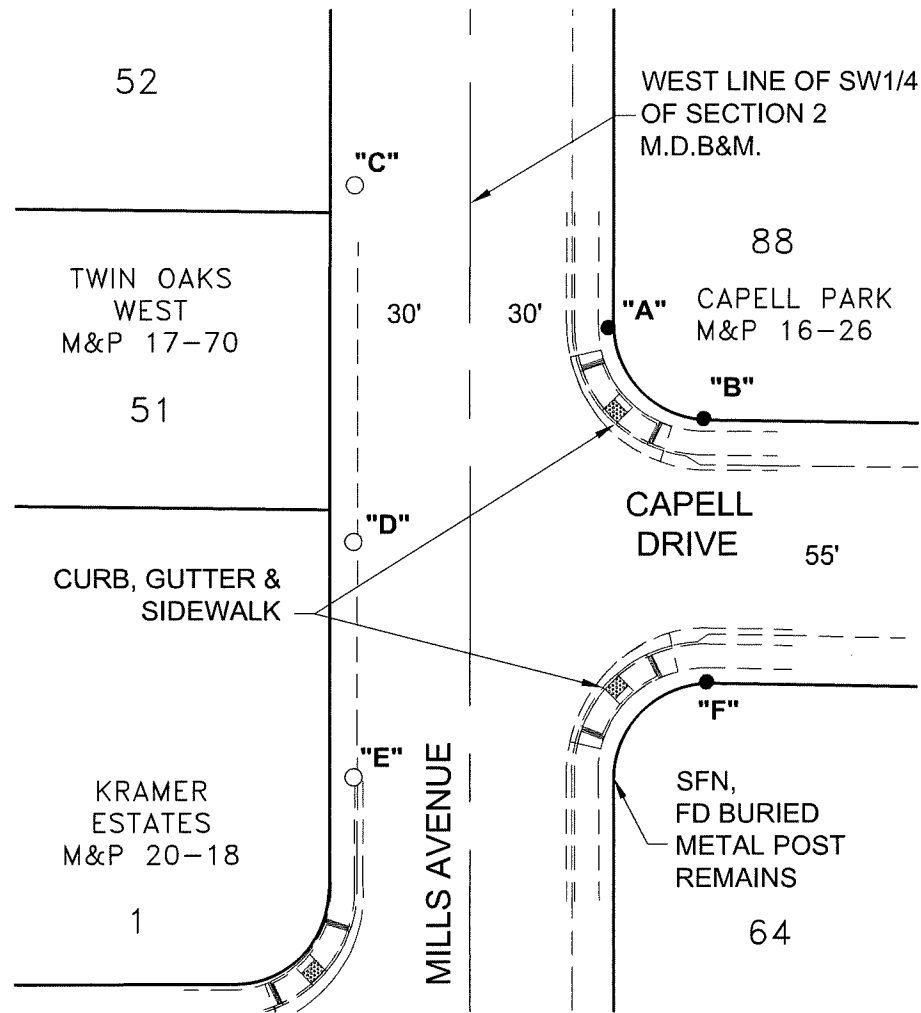 52
WEST LINE OF SW1/4
OF SECTION 2
M.D.B&M.
"C"
88
TWIN OAKS
WEST
M&P 17-70
30'
30'
"A"
CAPELL PARK
M&P 16-26
"B"
51
CAPELL
DRIVE
"D"
55'
CURB, GUTTER &
SIDEWALK
"F"
"E"
KRAMER
ESTATES
M&P 20-18
MILLS AVENUE
SFN,
FD BURIED
METAL POST
REMAINS
1
64